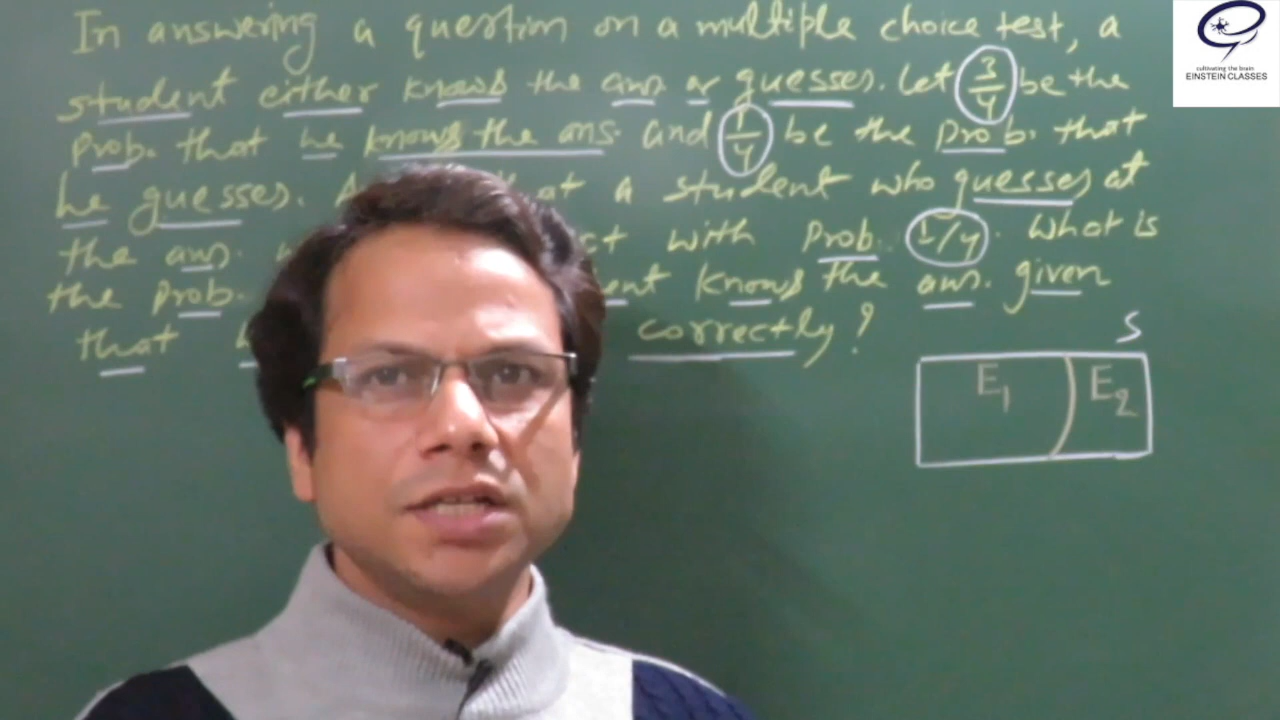 In answering a question on a multiple choice test, a
student either knows the ans or guesses. Let 3/4 be the
prob. that he knows the ans. and 1/4 be the prob. that
he guesses. that a student who guesses at
the ans. with prob. 1/4. What is
the prob. knows the ans. given
that correctly?
S
E1 E2
cultivating the brain
EINSTEIN CLASSES